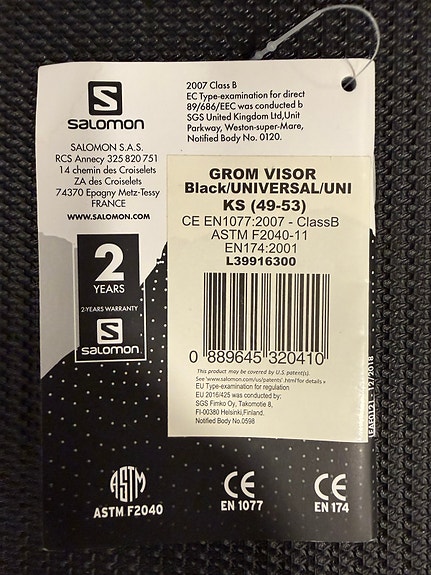 2007 Class B
EC Type-examination for direct
89/686/EEC was conducted b
SGS United Kingdom Ltd,Unit
Parkway, Weston-super-Mare,
Notified Body No. 0120.
S
SALOMON
SALOMON S.A.S.
RCS Annecy 325 820 751
14 chemin des Croiselets
ZA des Croiselets
74370 Epagny Metz-Tessy
FRANCE
WWW.SALOMON.COM
GROM VISOR
Black/UNIVERSAL/UNI
KS (49-53)
CE EN1077:2007 - ClassB
ASTM F2040-11
EN174:2001
L39916300
0 889645 320410
This product may be covered by U.S. patent(s).
See 'www.salomon.com/us/patents' .html for details »
EU Type-examination for regulation
EU 2016/425 was conducted by:
SGS Fimko Oy, Takomotie 8,
FI-00380 Helsinki,Finland.
Notified Body No.0598
2
YEARS
2-YEARS WARRANTY
S
SALOMON
12/2018
ASTM
ASTM F2040
CE
EN 1077
CE
EN 174